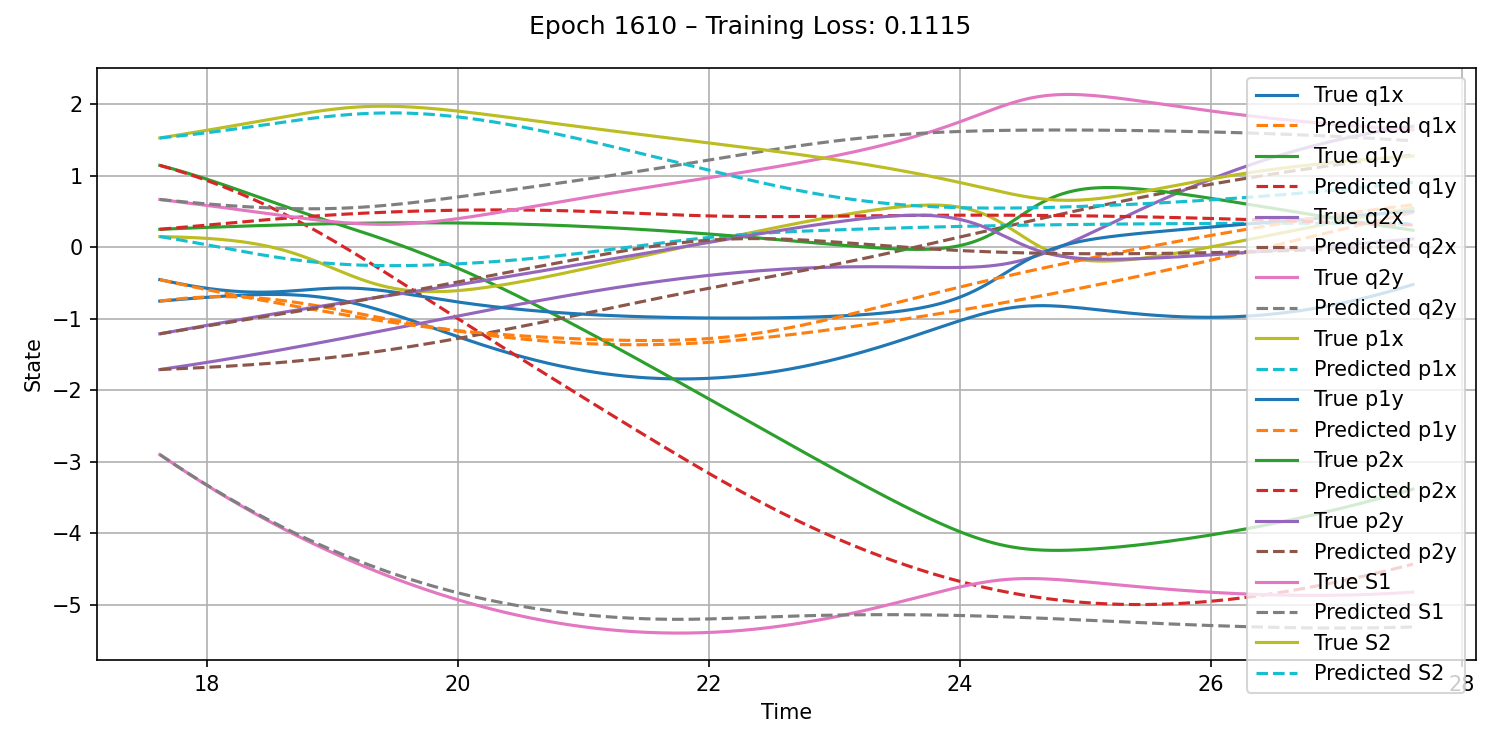 Epoch 1610 – Training Loss: 0.1115
2
1
0
−1
−2
−3
−4
−5
State
18
20
22
24
26
28
Time
True q1x
Predicted q1x
True q1y
Predicted q1y
True q2x
Predicted q2x
True q2y
Predicted q2y
True p1x
Predicted p1x
True p1y
Predicted p1y
True p2x
Predicted p2x
True p2y
Predicted p2y
True S1
Predicted S1
True S2
Predicted S2